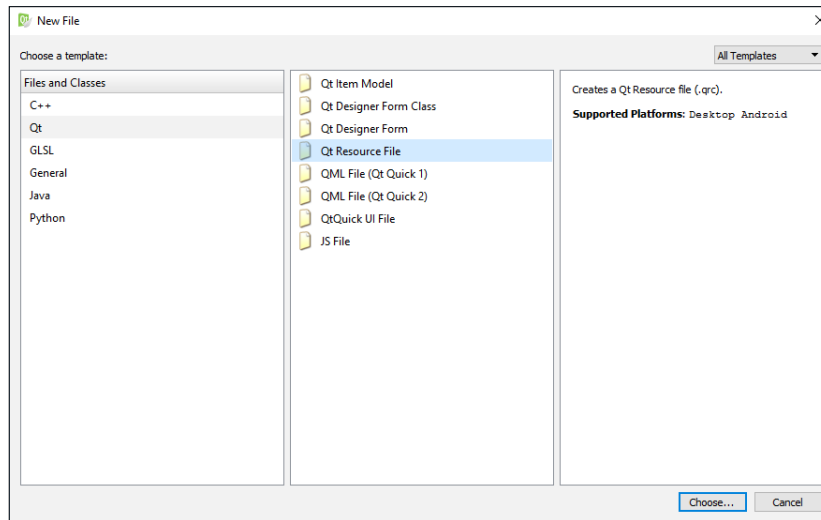 New File
Choose a template:
All Templates
Files and Classes
C++
Qt
GLSL
General
Java
Python
Qt Item Model
Qt Designer Form Class
Qt Designer Form
Qt Resource File
QML File (Qt Quick 1)
QML File (Qt Quick 2)
QtQuick UI File
JS File
Creates a Qt Resource file (.qrc).
Supported Platforms: Desktop Android
Choose...
Cancel